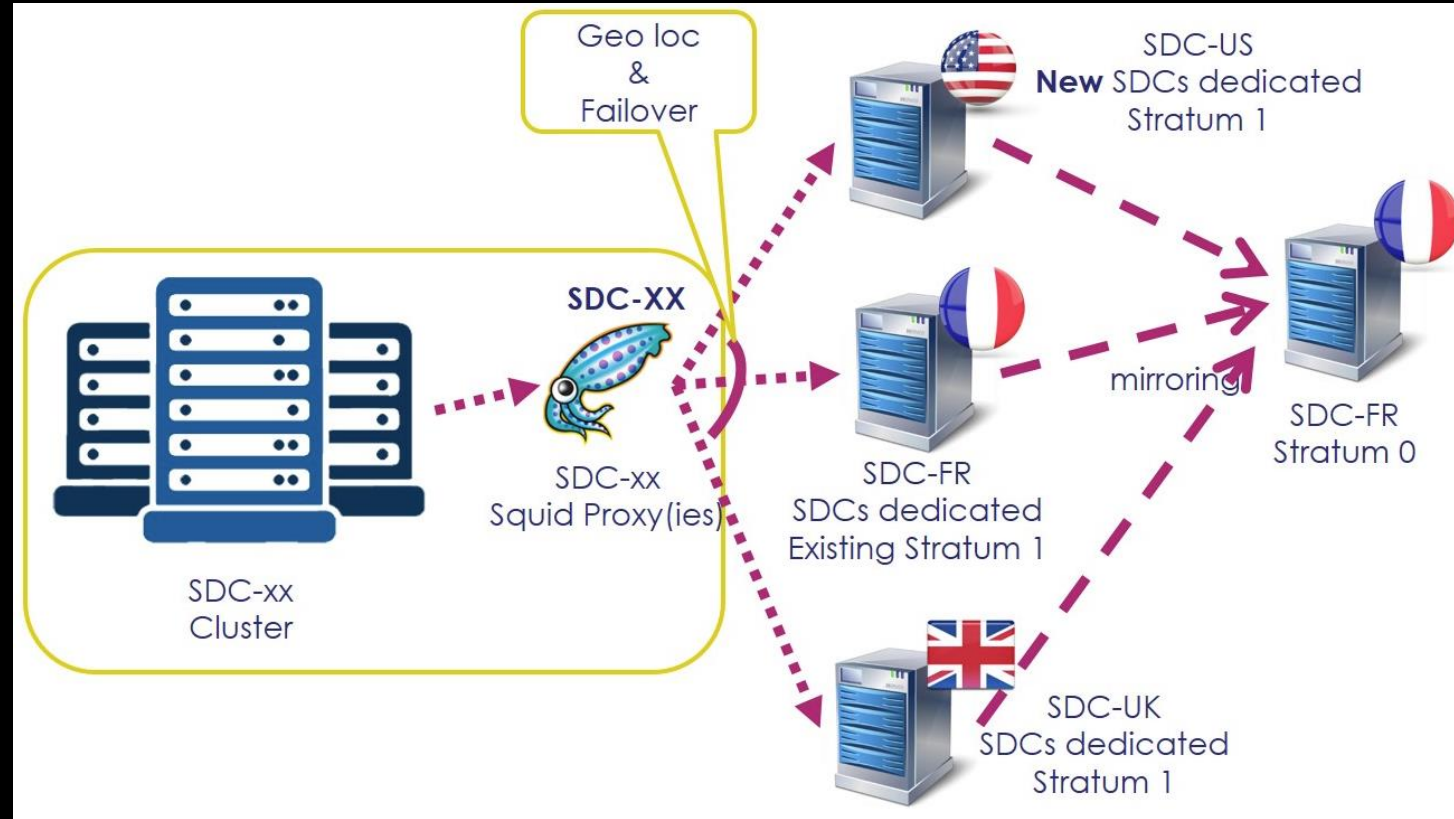 Geo loc
&
Failover
SDC-US
New SDCs dedicated
Stratum 1
SDC-XX
SDC-xx
Squid Proxy(ies)
SDC-xx
Cluster
SDC-FR
SDCs dedicated
Existing Stratum 1
mirroring
SDC-FR
Stratum 0
SDC-UK
SDCs dedicated
Stratum 1